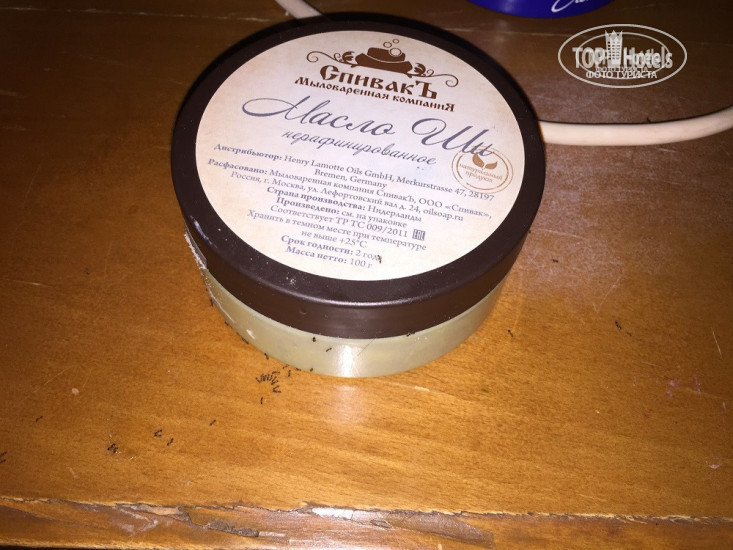 СпивакЪ
Мыловаренная компаниЯ
Масло Ши
нерафинированное
Дистрибьютор: Henry Lamotte Oils GmbH, Merkurstrasse 47, 28197
Bremen, Germany
Расфасовано: Мыловаренная компания СпивакЪ, ООО «Спивак»,
Россия, г. Москва, ул. Лефортовский вал д. 24, oilsoap.ru
Страна производства: Нидерланды
Произведено: см. на упаковке
Соответствует ТР ТС 009/2011 EAC
Хранить в темном месте при температуре
не выше +25°С
Срок годности: 2 года
Масса нетто: 100 г
натуральный
продукт
TOP Hotels
ФОТО ТУРИСТА